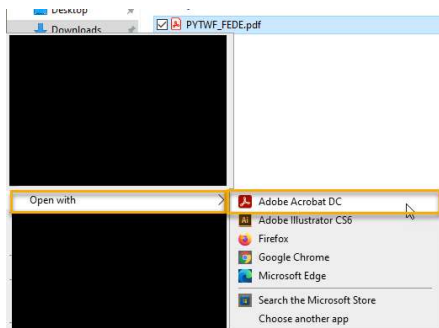 Desktop
Downloads
PYTWF_FEDE.pdf
Open with
Adobe Acrobat DC
Ai Adobe Illustrator CS6
Firefox
Google Chrome
Microsoft Edge
Search the Microsoft Store
Choose another app